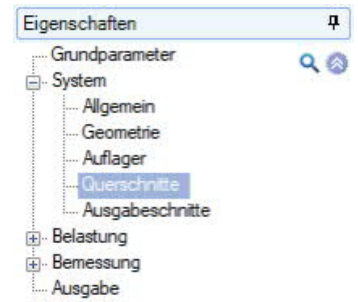 Eigenschaften
Grundparameter
System
Allgemein
Geometrie
Auflager
Querschnitte
Ausgabeschnitte
Belastung
Bemessung
Ausgabe